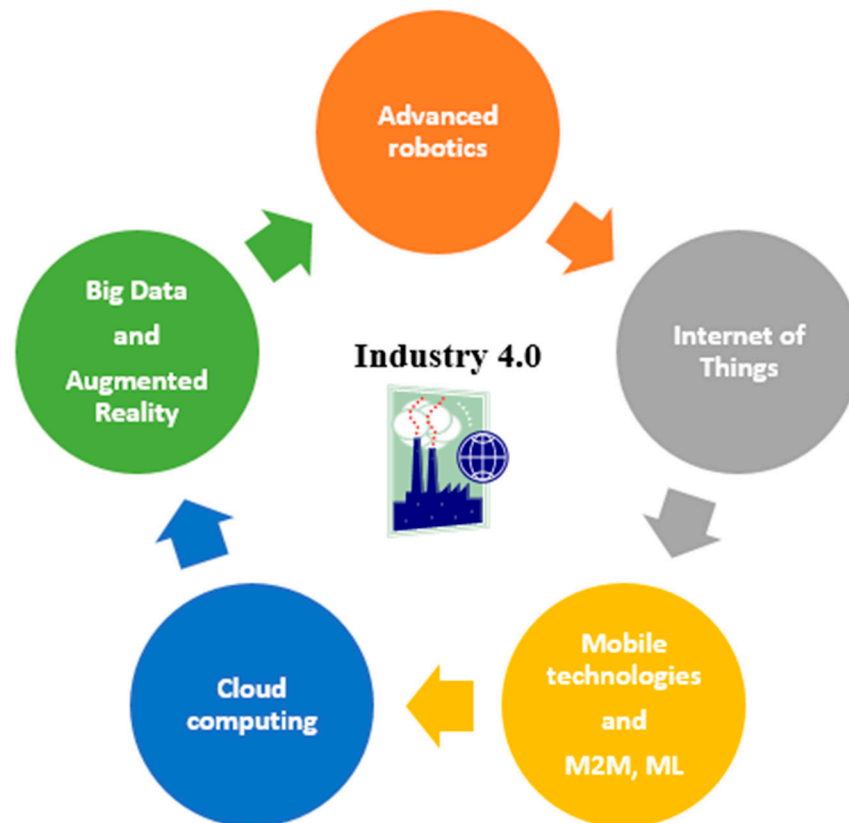 Advanced
robotics
Internet of
Things
Mobile
technologies
and
M2M, ML
Cloud
computing
Big Data
and
Augmented
Reality
Industry 4.0